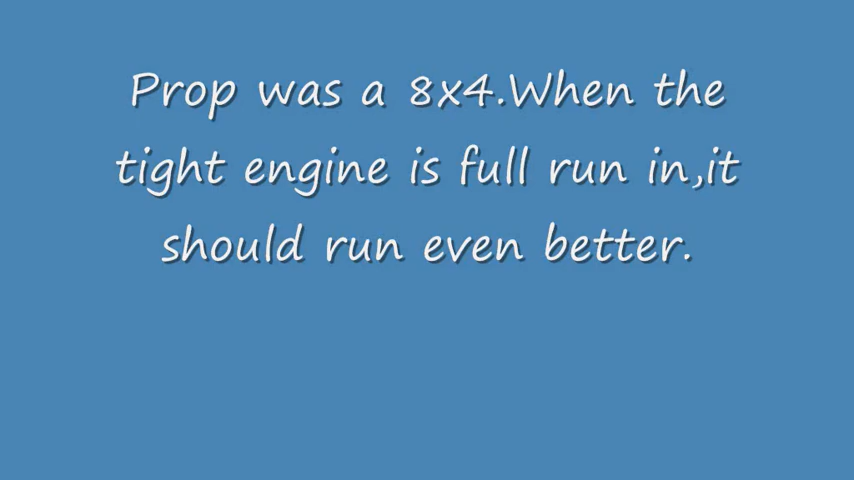 Prop was a 8x4.When the
tight engine is full run in,it
should run even better.